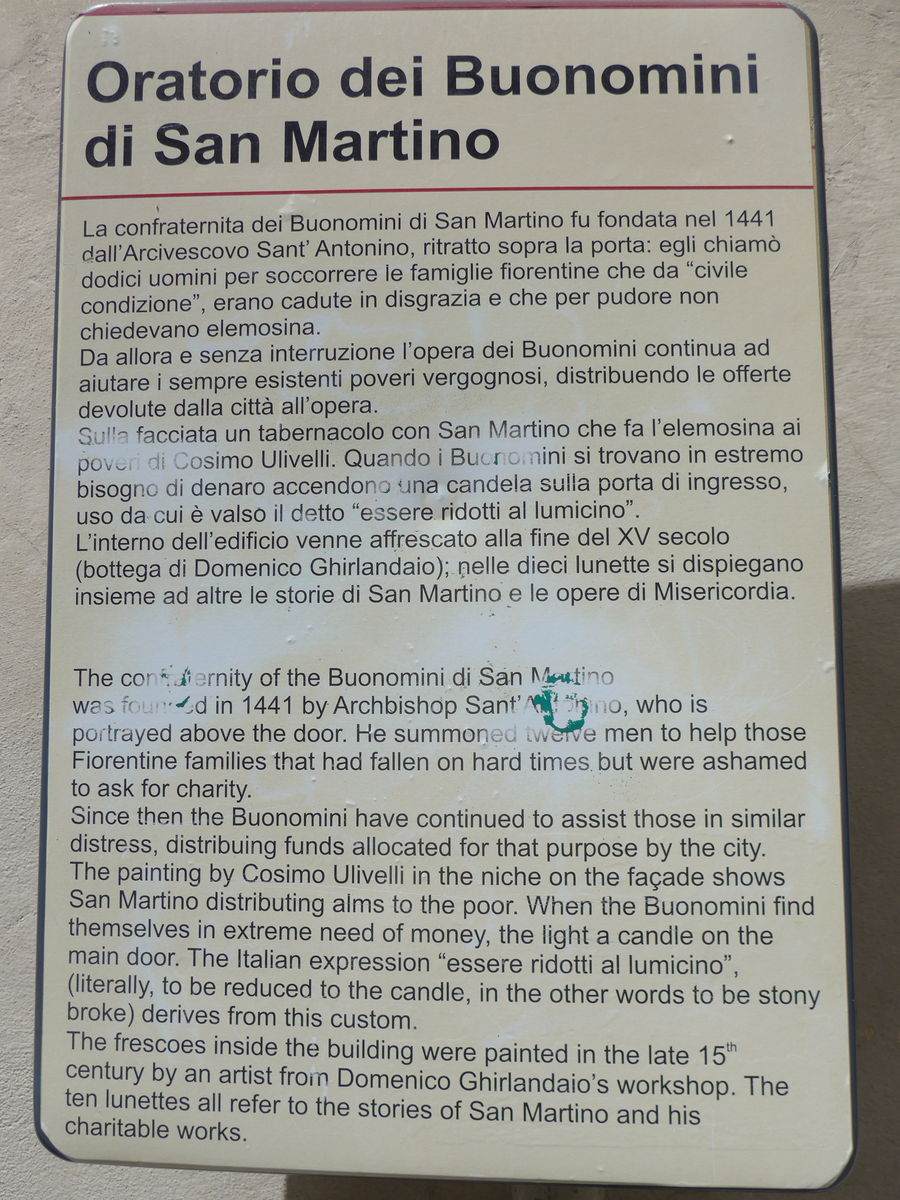 Oratorio dei Buonomini
di San Martino
La confraternita dei Buonomini di San Martino fu fondata nel 1441
dall'Arcivescovo Sant' Antonino, ritratto sopra la porta: egli chiamò
dodici uomini per soccorrere le famiglie fiorentine che da “civile
condizione”, erano cadute in disgrazia e che per pudore non
chiedevano elemosina.
Da allora e senza interruzione l'opera dei Buonomini continua ad
aiutare i sempre esistenti poveri vergognosi, distribuendo le offerte
devolute dalla città all'opera.
Sulla facciata un tabernacolo con San Martino che fa l'elemosina ai
poveri di Cosimo Ulivelli. Quando i Buonomini si trovano in estremo
bisogno di denaro accendono una candela sulla porta di ingresso,
uso da cui è valso il detto “essere ridotti al lumicino”.
L'interno dell'edificio venne affrescato alla fine del XV secolo
(bottega di Domenico Ghirlandaio); nelle dieci lunette si dispiegano
insieme ad altre le storie di San Martino e le opere di Misericordia.
The confraternity of the Buonomini di San Martino
was founded in 1441 by Archbishop Sant'Antonino, who is
portrayed above the door. He summoned twelve men to help those
Fiorentine families that had fallen on hard times but were ashamed
to ask for charity.
Since then the Buonomini have continued to assist those in similar
distress, distribuing funds allocated for that purpose by the city.
The painting by Cosimo Ulivelli in the niche on the façade shows
San Martino distributing alms to the poor. When the Buonomini find
themselves in extreme need of money, the light a candle on the
main door. The Italian expression “essere ridotti al lumicino”,
(literally, to be reduced to the candle, in the other words to be stony
broke) derives from this custom.
The frescoes inside the building were painted in the late 15th
century by an artist from Domenico Ghirlandaio's workshop. The
ten lunettes all refer to the stories of San Martino and his
charitable works.